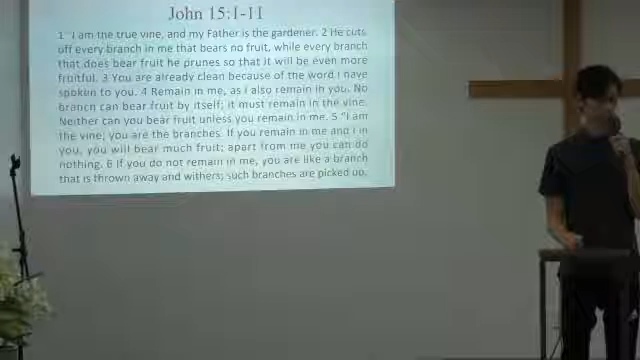 John 15:1-11
1 "I am the true vine, and my Father is the gardener. 2 He cuts
off every branch in me that bears no fruit, while every branch
that does bear fruit he prunes so that it will be even more
fruitful. 3 You are already clean because of the word I have
spoken to you. 4 Remain in me, as I also remain in you. No
branch can bear fruit by itself; it must remain in the vine.
Neither can you bear fruit unless you remain in me. 5 "I am
the vine; you are the branches. If you remain in me and I in
you, you will bear much fruit; apart from me you can do
nothing. 6 If you do not remain in me, you are like a branch
that is thrown away and withers; such branches are picked up,